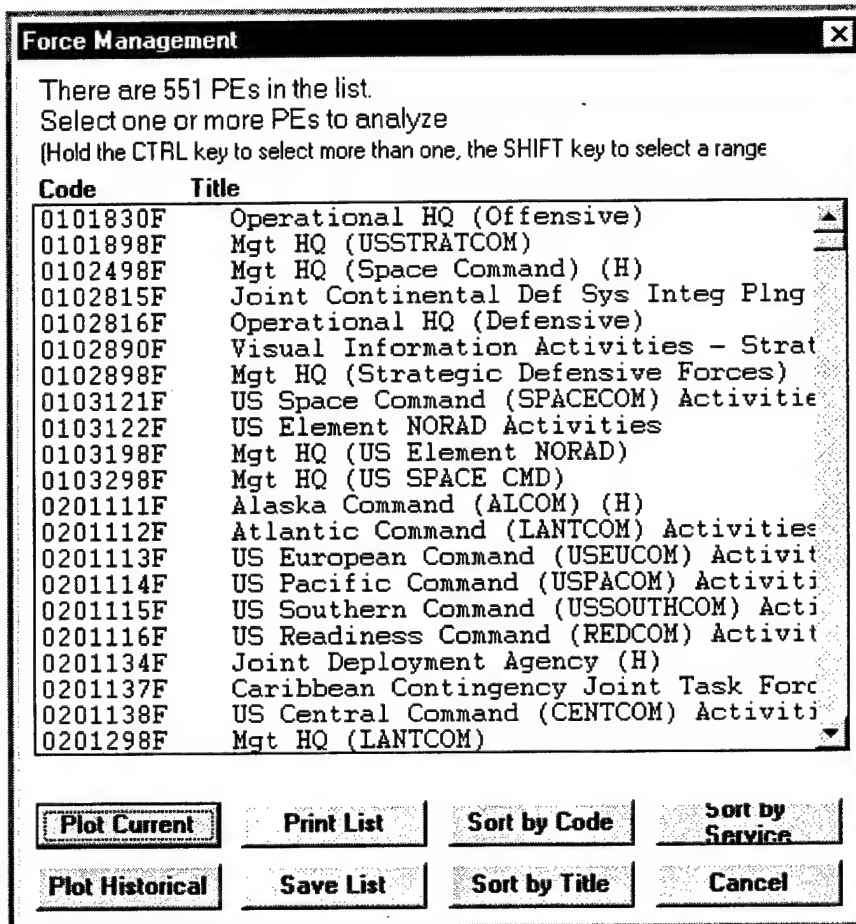 Force Management
There are 551 PEs in the list.
Select one or more PEs to analyze
(Hold the CTRL key to select more than one, the SHIFT key to select a range
Code Title
0101830F Operational HQ (Offensive)
0101898F Mgt HQ (USSTRATCOM)
0102498F Mgt HQ (Space Command) (H)
0102815F Joint Continental Def Sys Integ Plng
0102816F Operational HQ (Defensive)
0102890F Visual Information Activities - Strat
0102898F Mgt HQ (Strategic Defensive Forces)
0103121F US Space Command (SPACECOM) Activitie
0103122F US Element NORAD Activities
0103198F Mgt HQ (US Element NORAD)
0103298F Mgt HQ (US SPACE CMD)
0201111F Alaska Command (ALCOM) (H)
0201112F Atlantic Command (LANTCOM) Activities
0201113F US European Command (USEUCOM) Activit
0201114F US Pacific Command (USPACOM) Activiti
0201115F US Southern Command (USSOUTHCOM) Acti
0201116F US Readiness Command (REDCOM) Activit
0201134F Joint Deployment Agency (H)
0201137F Caribbean Contingency Joint Task Forc
0201138F US Central Command (CENTCOM) Activiti
0201298F Mgt HQ (LANTCOM)
Plot Current Print List Sort by Code Sort by Service
Plot Historical Save List Sort by Title Cancel